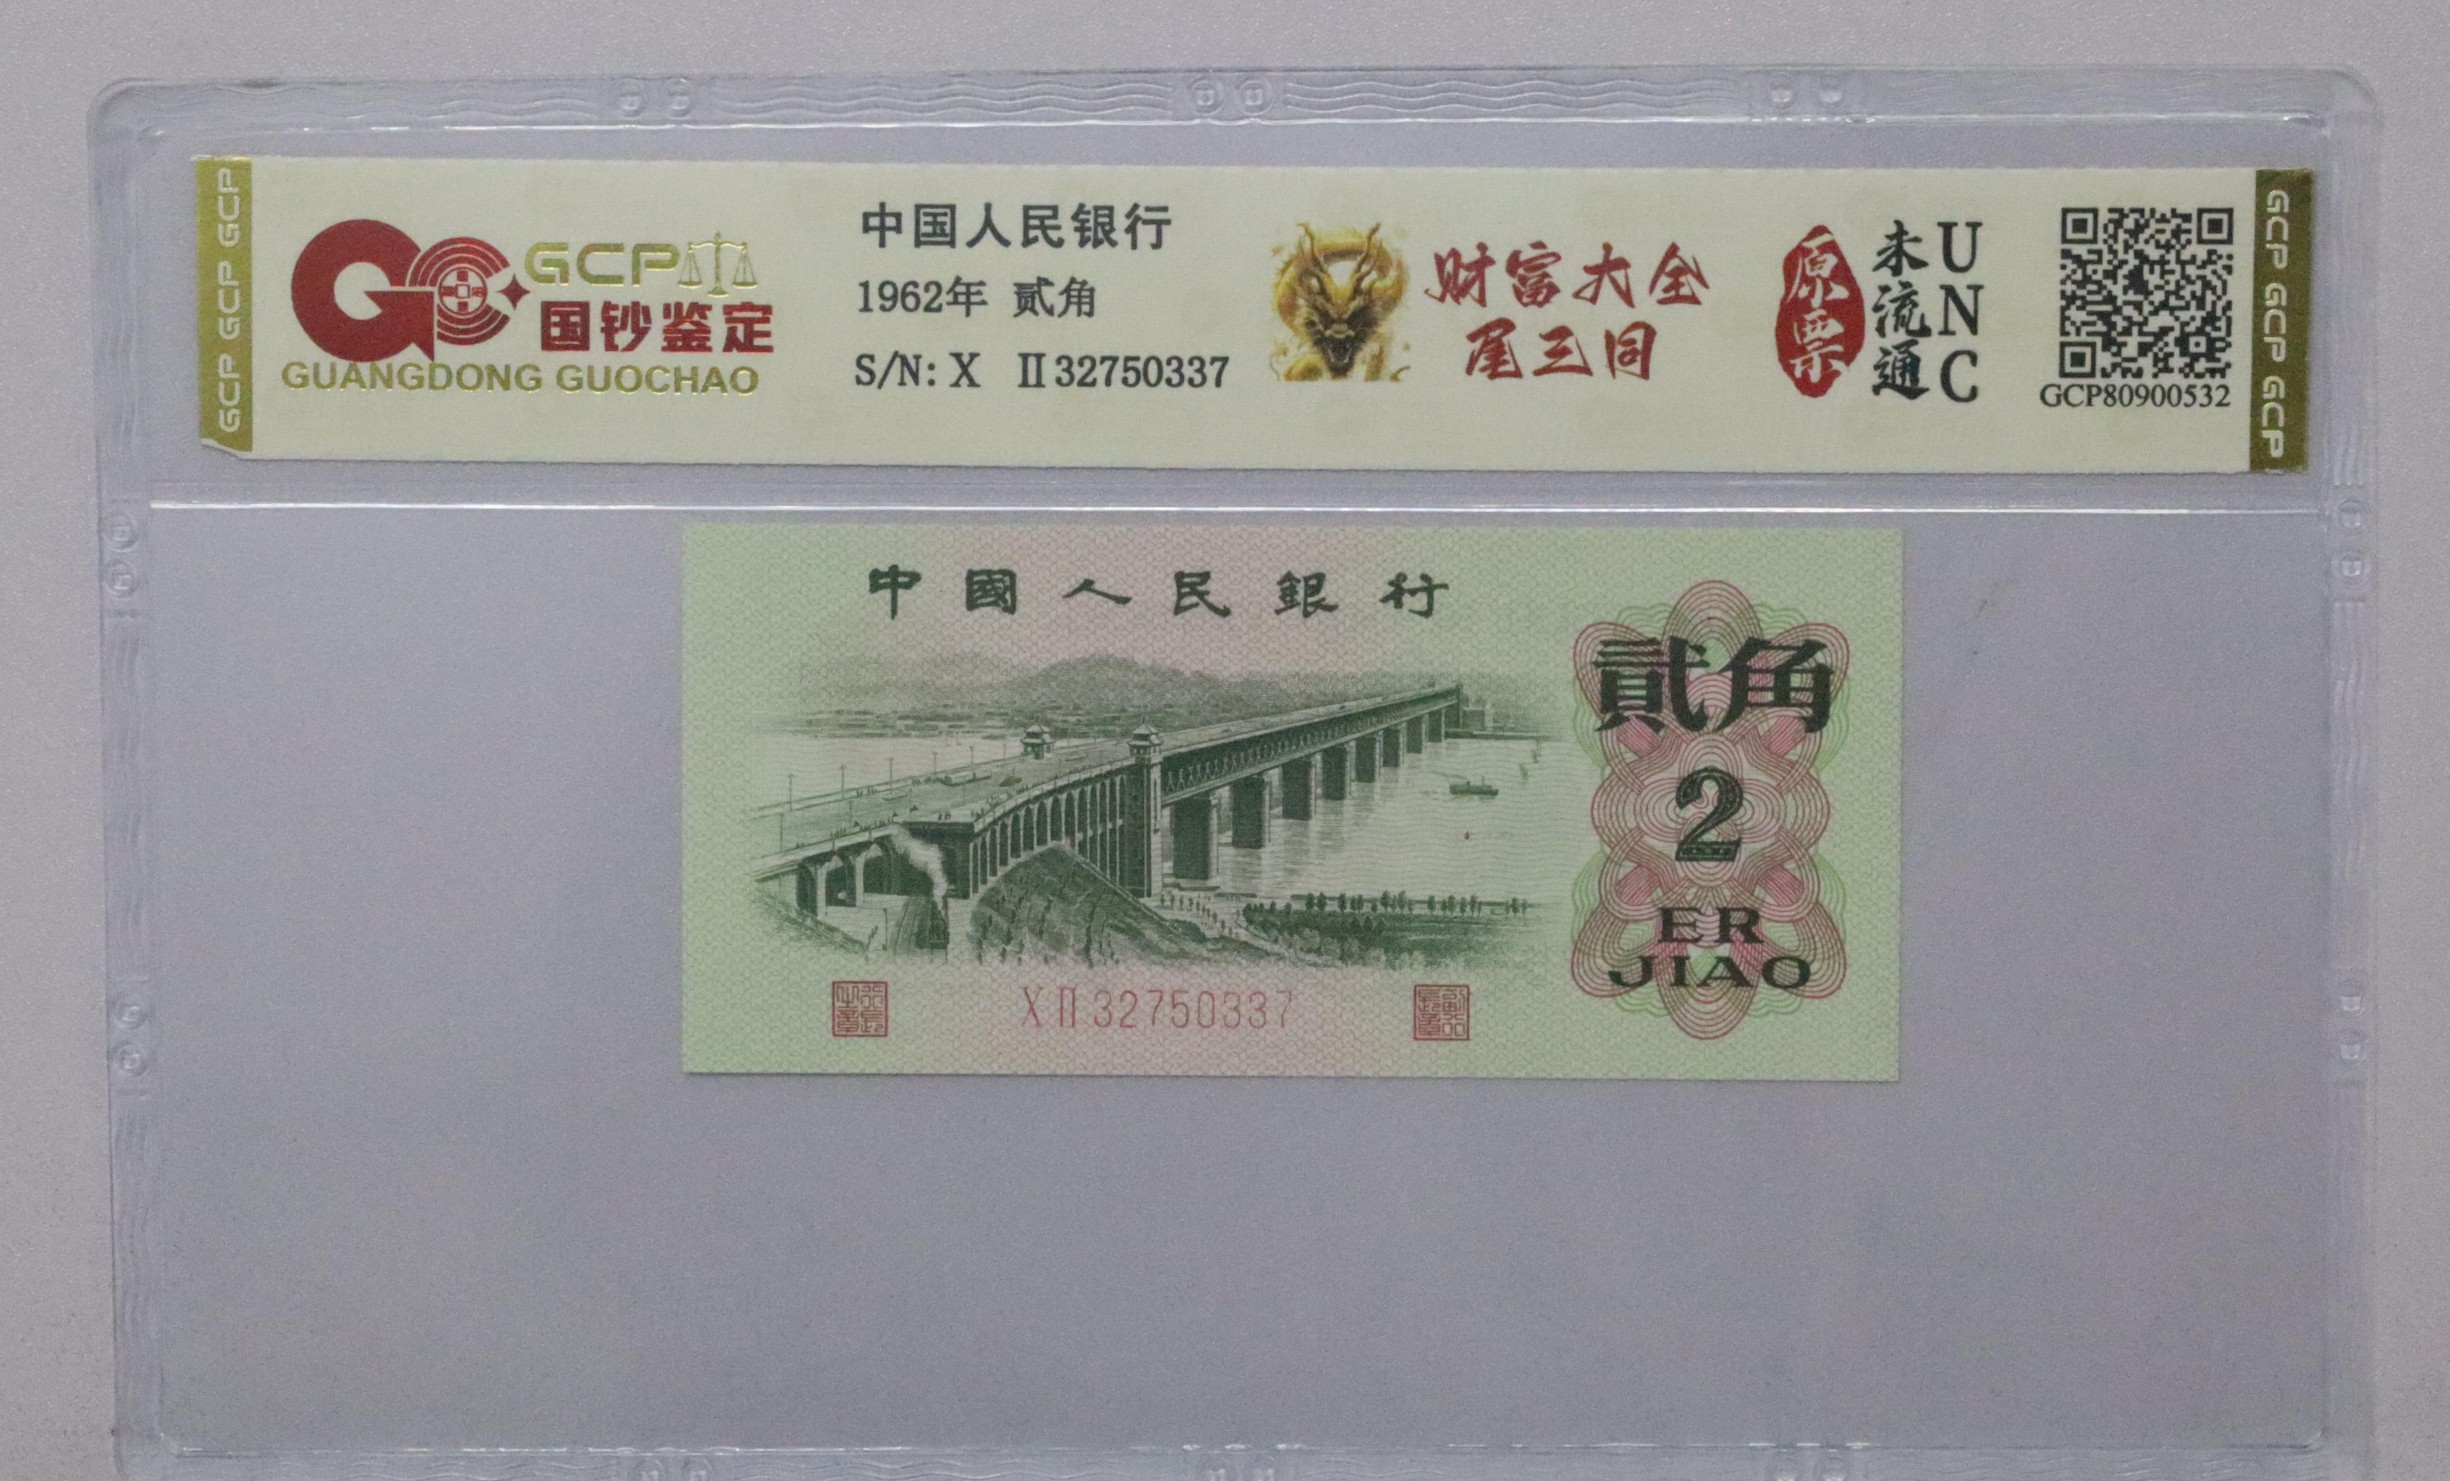 GCP GCP GCP
GCP
国钞鉴定
GUANGDONG GUOCHAO
中国人民银行
1962年 贰角
S/N: X Ⅱ32750337
财富大全
尾三同
原票
未流通
UNC
GCP80900532
GCP GCP GCP
中國人民銀行
貳角
2
ER
JIAO
XⅡ32750337